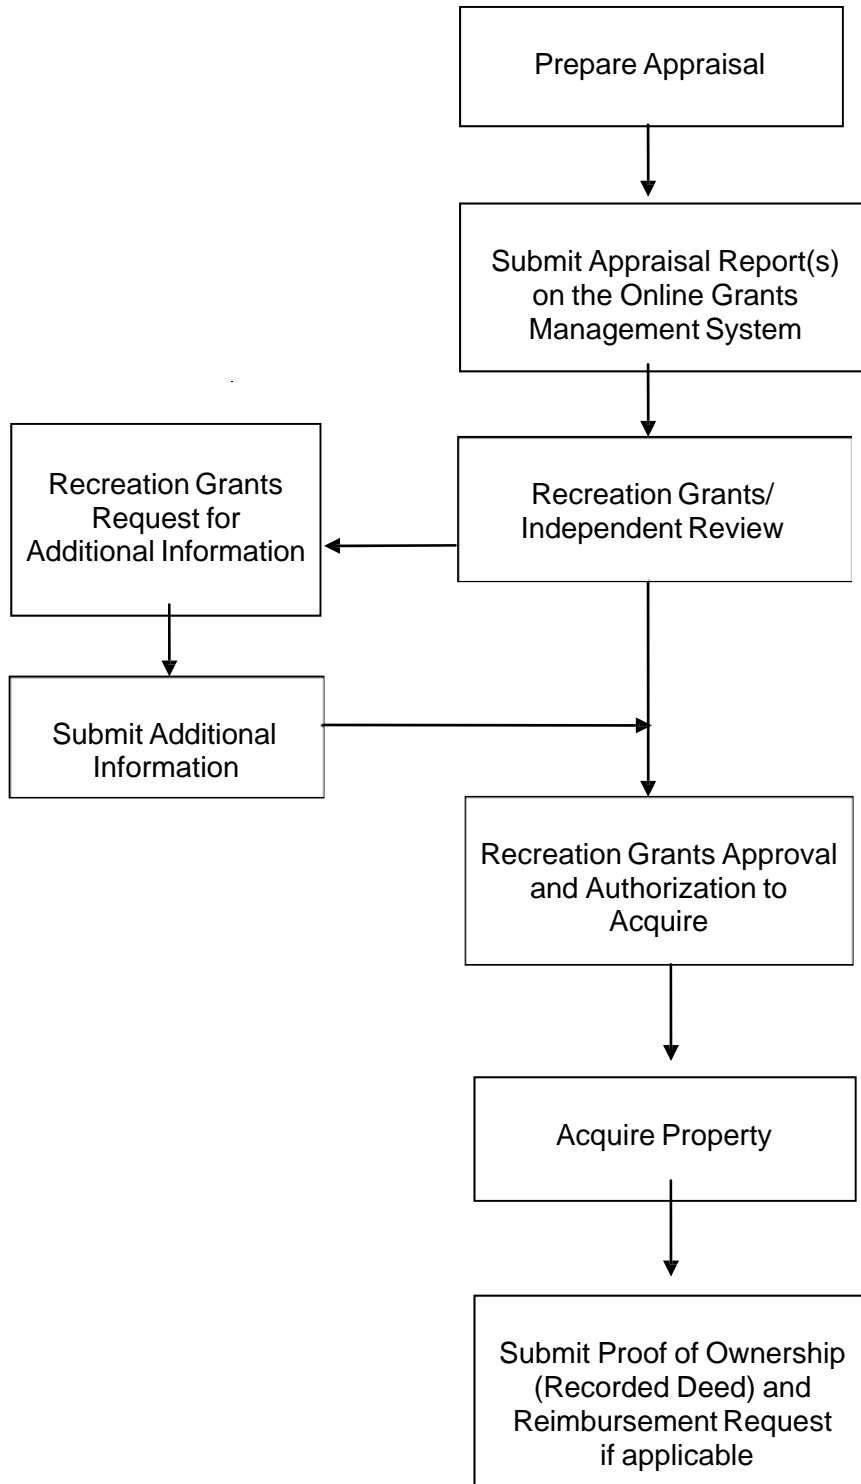 Prepare Appraisal
Submit Appraisal Report(s)
on the Online Grants
Management System
Recreation Grants
Request for
Additional Information
Recreation Grants/
Independent Review
Submit Additional
Information
Recreation Grants Approval
and Authorization to
Acquire
Acquire Property
Submit Proof of Ownership
(Recorded Deed) and
Reimbursement Request
if applicable